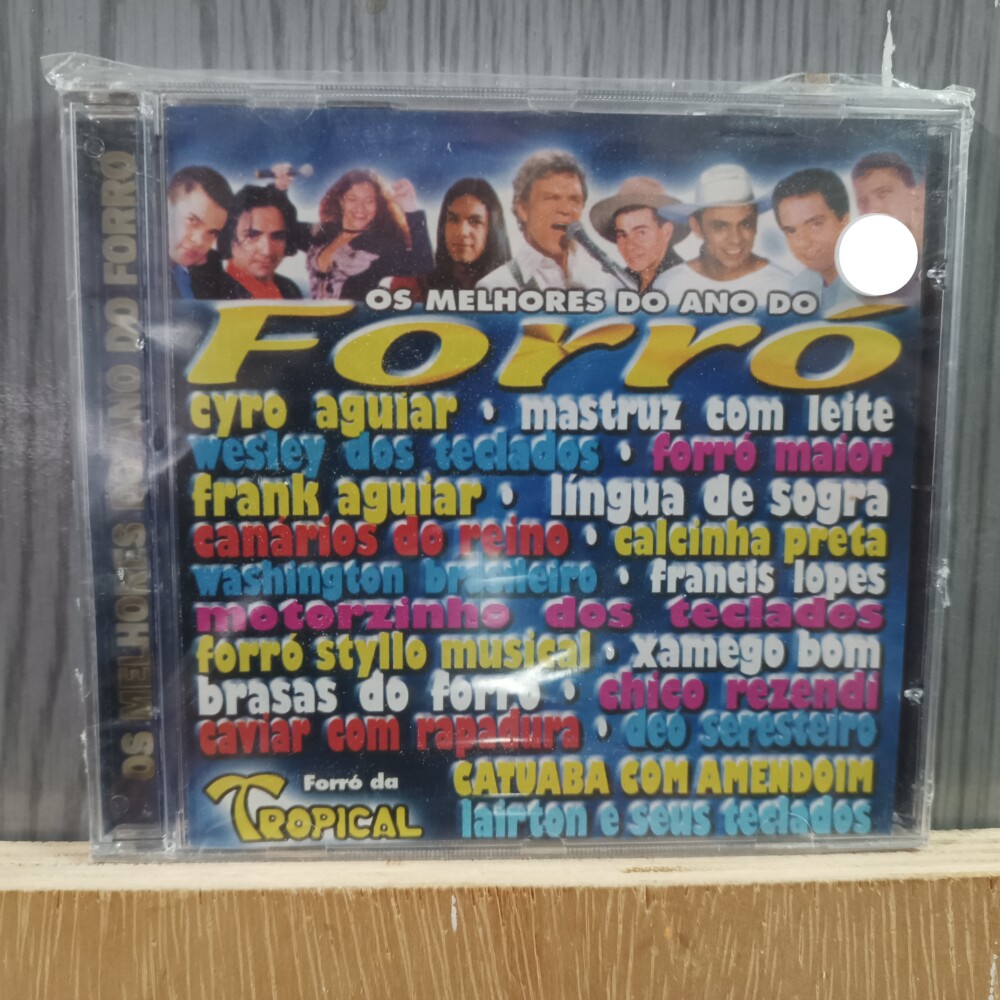 OS MELHORES DO ANO DO FORRO
OS MELHORES DO ANO DO
Forró
cyro aguiar • mastruz com leite
wesley dos teclados • forró maior
frank aguiar • língua de sogra
canários do reino • calcinha preta
washington brasileiro • francis lopes
motorzinho dos teclados
forró styllo musical • xamego bom
brasas do forró • chico rezendi
caviar com rapadura • deo seresteiro
Forró da
TROPICAL
CATUABA COM AMENDOIM
lairton e seus teclados